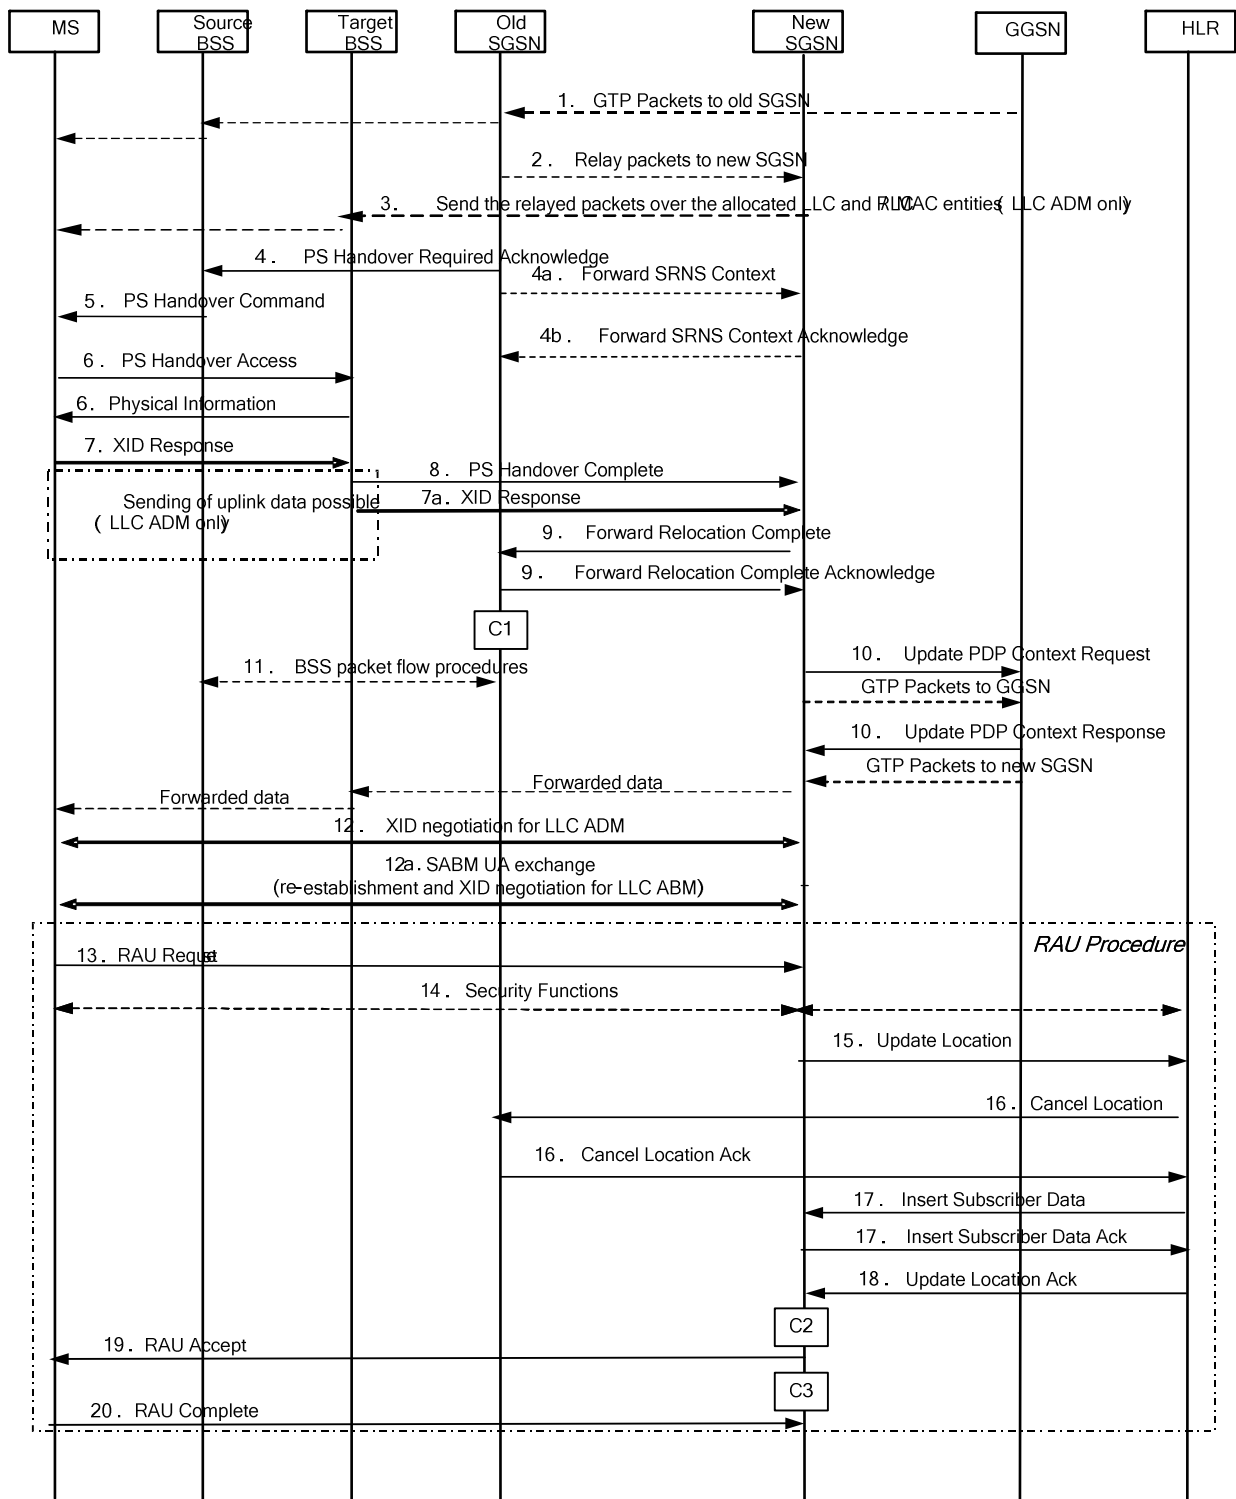 MS
Source
BSS
Target
BSS
Old
SGSN
New
SGSN
GGSN
HLR
1. GTP Packets to old SGSN
2. Relay packets to new SGSN
3. Send the relayed packets over the allocated LLC and RLC/MAC entities (LLC ADM only)
4. PS Handover Required Acknowledge
4a. Forward SRNS Context
5. PS Handover Command
4b. Forward SRNS Context Acknowledge
6. PS Handover Access
6. Physical Information
7. XID Response
8. PS Handover Complete
Sending of uplink data possible
(LLC ADM only)
7a. XID Response
9. Forward Relocation Complete
9. Forward Relocation Complete Acknowledge
C1
11. BSS packet flow procedures
10. Update PDP Context Request
GTP Packets to GGSN
10. Update PDP Context Response
GTP Packets to new SGSN
Forwarded data
Forwarded data
12. XID negotiation for LLC ADM
12a. SABM UA exchange
(re-establishment and XID negotiation for LLC ABM)
RAU Procedure
13. RAU Request
14. Security Functions
15. Update Location
16. Cancel Location
16. Cancel Location Ack
17. Insert Subscriber Data
17. Insert Subscriber Data Ack
18. Update Location Ack
C2
19. RAU Accept
C3
20. RAU Complete